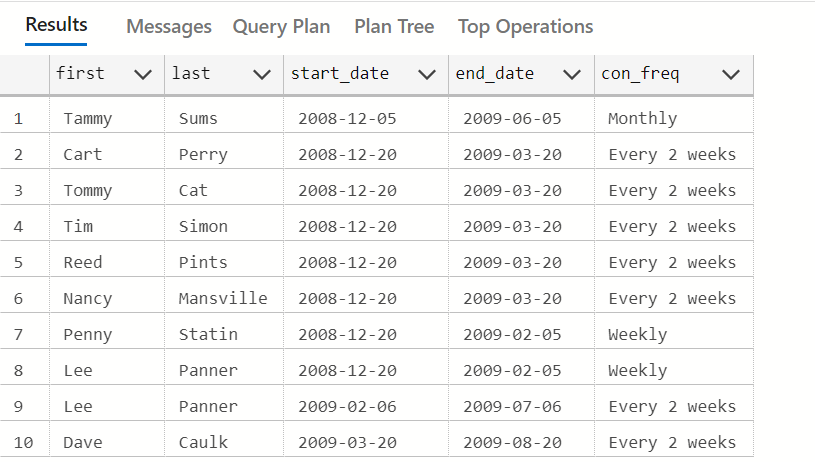 Results Messages Query Plan Plan Tree Top Operations
first last start_date end_date con_freq
1 Tammy Sums 2008-12-05 2009-06-05 Monthly
2 Cart Perry 2008-12-20 2009-03-20 Every 2 weeks
3 Tommy Cat 2008-12-20 2009-03-20 Every 2 weeks
4 Tim Simon 2008-12-20 2009-03-20 Every 2 weeks
5 Reed Pints 2008-12-20 2009-03-20 Every 2 weeks
6 Nancy Mansville 2008-12-20 2009-03-20 Every 2 weeks
7 Penny Statin 2008-12-20 2009-02-05 Weekly
8 Lee Panner 2008-12-20 2009-02-05 Weekly
9 Lee Panner 2009-02-06 2009-07-06 Every 2 weeks
10 Dave Caulk 2009-03-20 2009-08-20 Every 2 weeks